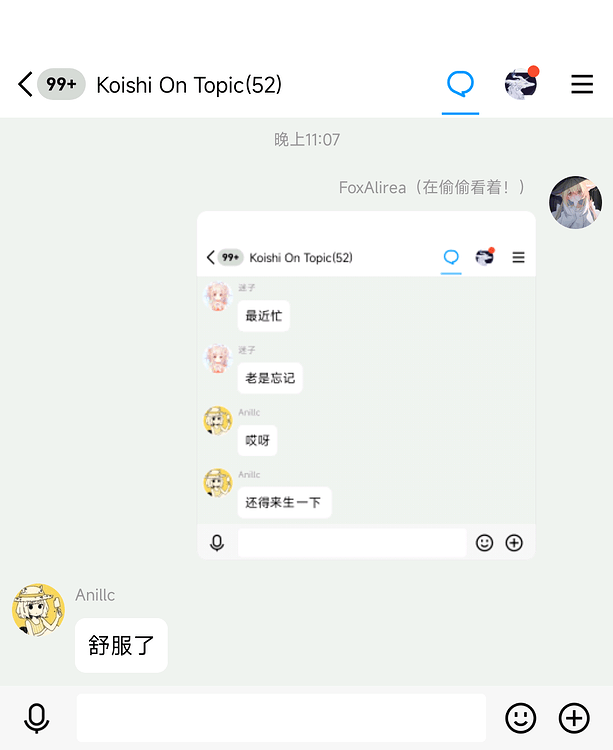 99+ Koishi On Topic(52)
晚上11:07
FoxAlirea（在偷偷看着！）
99+ Koishi On Topic(52)
迷子
最近忙
迷子
老是忘记
Anillc
哎呀
Anillc
还得来生一下
Anillc
舒服了